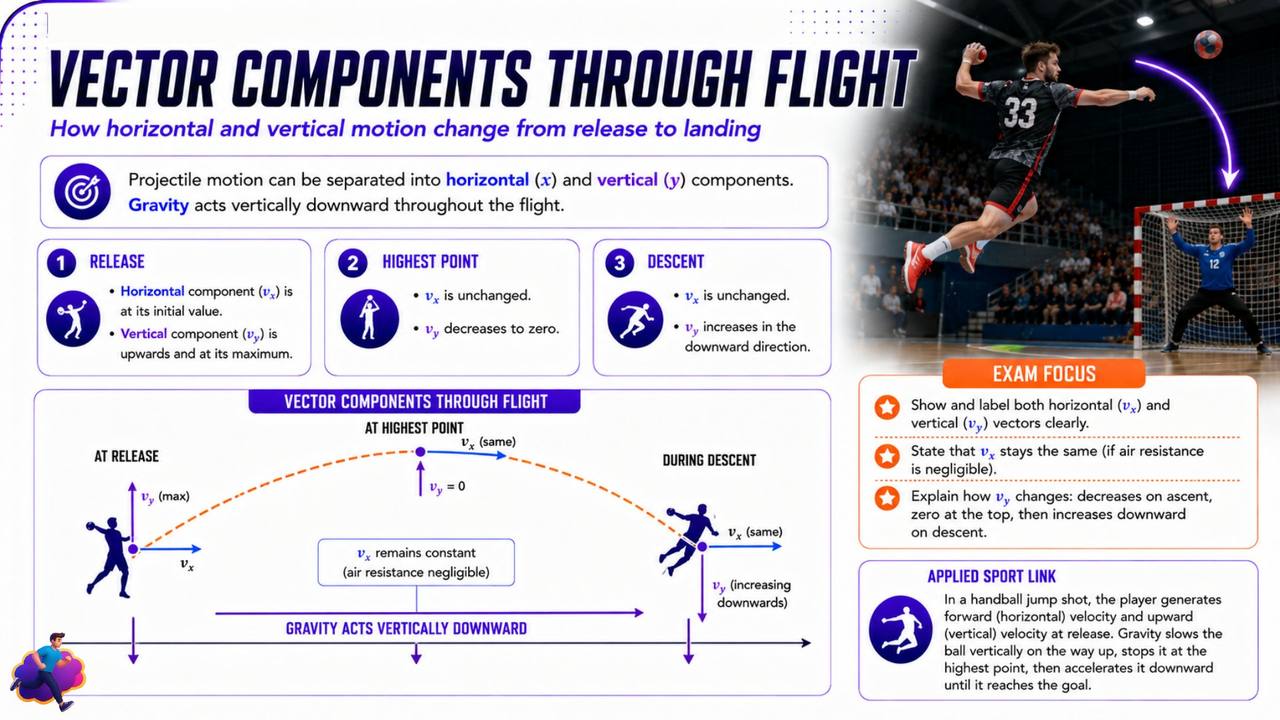 VECTOR COMPONENTS THROUGH FLIGHT
How horizontal and vertical motion change from release to landing
Projectile motion can be separated into horizontal (x) and vertical (y) components.
Gravity acts vertically downward throughout the flight.
1 RELEASE
• Horizontal component (vx) is
at its initial value.
• Vertical component (vy) is
upwards and at its maximum.
2 HIGHEST POINT
• vx is unchanged.
• vy decreases to zero.
3 DESCENT
• vx is unchanged.
• vy increases in the
downward direction.
33
12
VECTOR COMPONENTS THROUGH FLIGHT
AT RELEASE
vy (max)
vx
AT HIGHEST POINT
vx (same)
vy = 0
DURING DESCENT
vx (same)
vy (increasing
downwards)
vx remains constant
(air resistance negligible)
GRAVITY ACTS VERTICALLY DOWNWARD
EXAM FOCUS
Show and label both horizontal (vx) and
vertical (vy) vectors clearly.
State that vx stays the same (if air resistance
is negligible).
Explain how vy changes: decreases on ascent,
zero at the top, then increases downward
on descent.
APPLIED SPORT LINK
In a handball jump shot, the player generates
forward (horizontal) velocity and upward
(vertical) velocity at release. Gravity slows the
ball vertically on the way up, stops it at the
highest point, then accelerates it downward
until it reaches the goal.